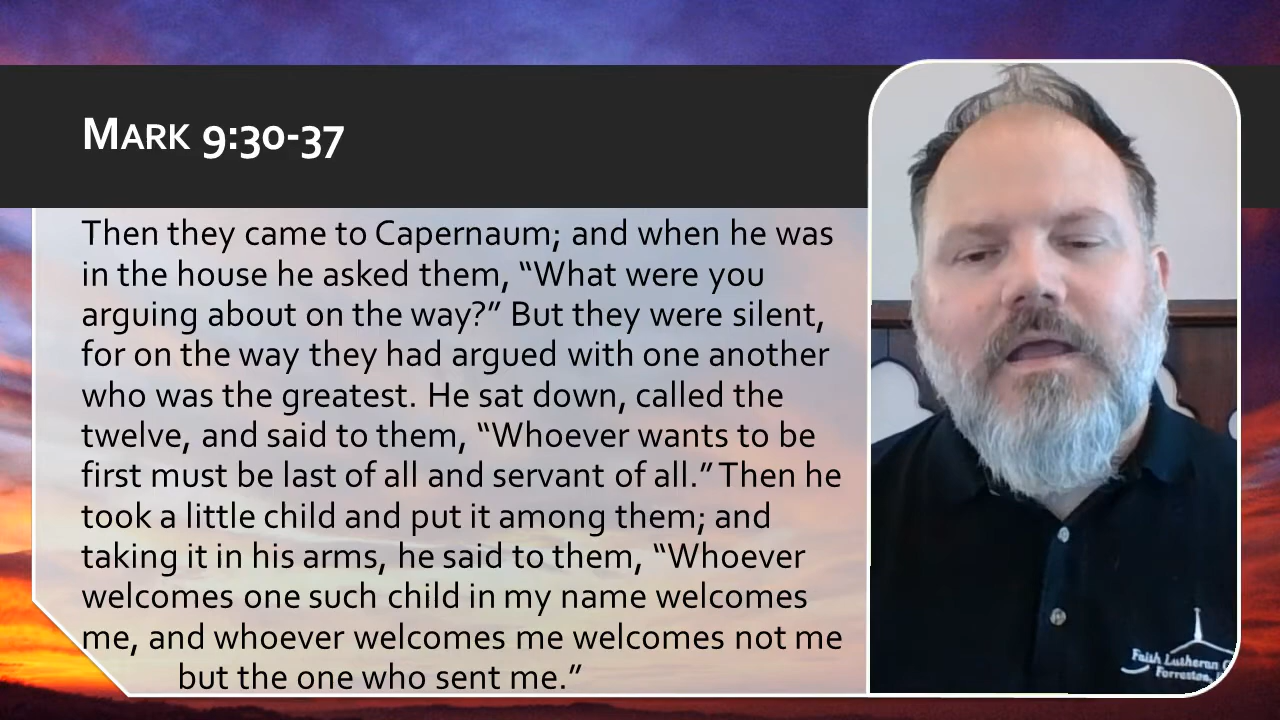 MARK 9:30-37
Then they came to Capernaum; and when he was
in the house he asked them, “What were you
arguing about on the way?” But they were silent,
for on the way they had argued with one another
who was the greatest. He sat down, called the
twelve, and said to them, “Whoever wants to be
first must be last of all and servant of all.” Then he
took a little child and put it among them; and
taking it in his arms, he said to them, “Whoever
welcomes one such child in my name welcomes
me, and whoever welcomes me welcomes not me
but the one who sent me.”
Faith Lutheran
Forreston,